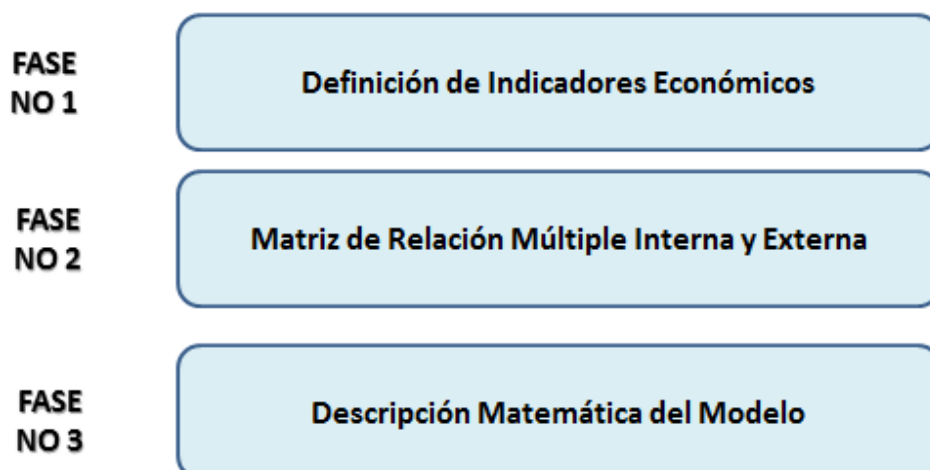 FASE
NO 1
Definición de Indicadores Económicos
FASE
NO 2
Matriz de Relación Múltiple Interna y Externa
FASE
NO 3
Descripción Matemática del Modelo